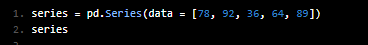 1. series = pd.Series(data = [78, 92, 36, 64, 89])
2. series